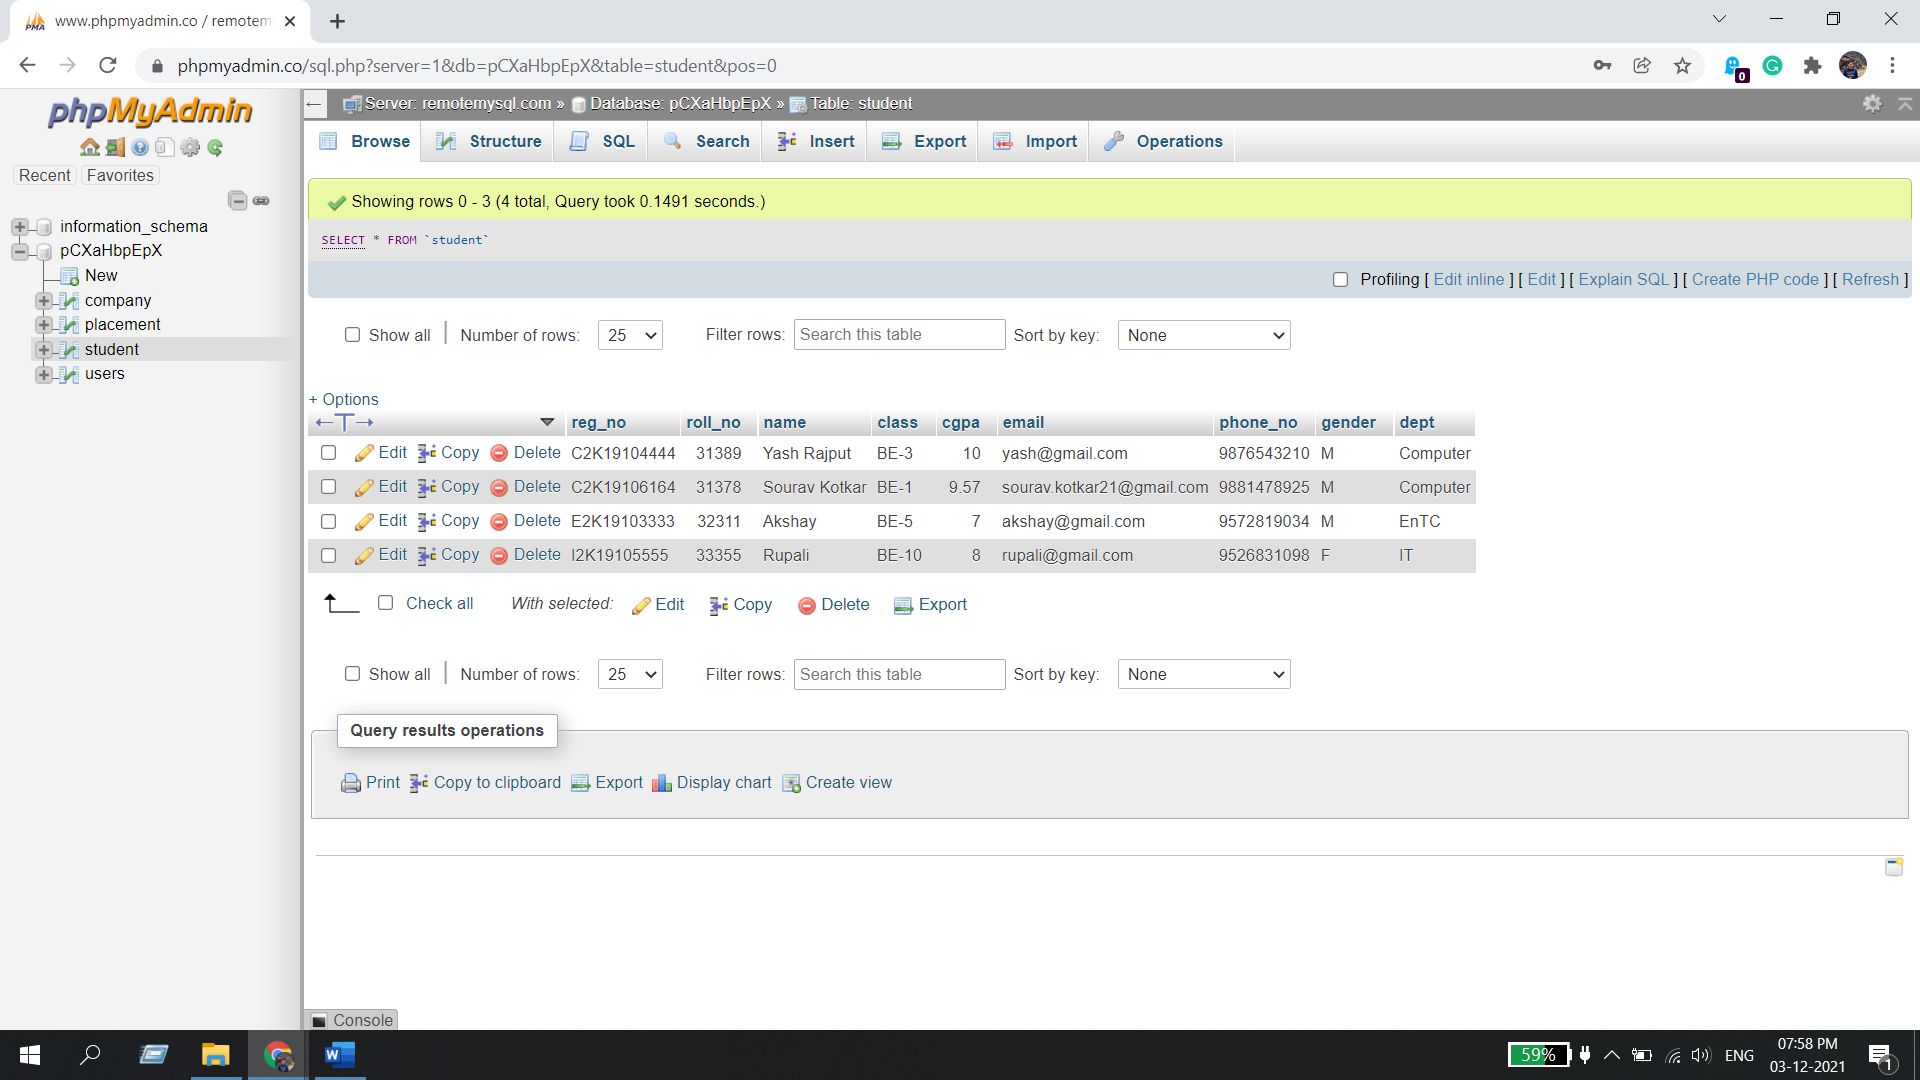 www.phpmyadmin.co / remotem
phpmyadmin.co/sql.php?server=1&db=pCXaHbpEpX&table=student&pos=0
0
phpMyAdmin
Recent Favorites
information_schema
pCXaHbpEpX
New
company
placement
student
users
Server: remotemysql.com » Database: pCXaHbpEpX » Table: student
Browse Structure SQL Search Insert Export Import Operations
Showing rows 0 - 3 (4 total, Query took 0.1491 seconds.)
SELECT * FROM `student`
Profiling [ Edit inline ] [ Edit ] [ Explain SQL ] [ Create PHP code ] [ Refresh ]
Show all Number of rows: 25 Filter rows: Search this table Sort by key: None
+ Options
reg_no roll_no name class cgpa email phone_no gender dept
Edit Copy Delete C2K19104444 31389 Yash Rajput BE-3 10 yash@gmail.com 9876543210 M Computer
Edit Copy Delete C2K19106164 31378 Sourav Kotkar BE-1 9.57 sourav.kotkar21@gmail.com 9881478925 M Computer
Edit Copy Delete E2K19103333 32311 Akshay BE-5 7 akshay@gmail.com 9572819034 M EnTC
Edit Copy Delete I2K19105555 33355 Rupali BE-10 8 rupali@gmail.com 9526831098 F IT
Check all With selected: Edit Copy Delete Export
Show all Number of rows: 25 Filter rows: Search this table Sort by key: None
Query results operations
Print Copy to clipboard Export Display chart Create view
Console
59% ENG 07:58 PM
03-12-2021
1